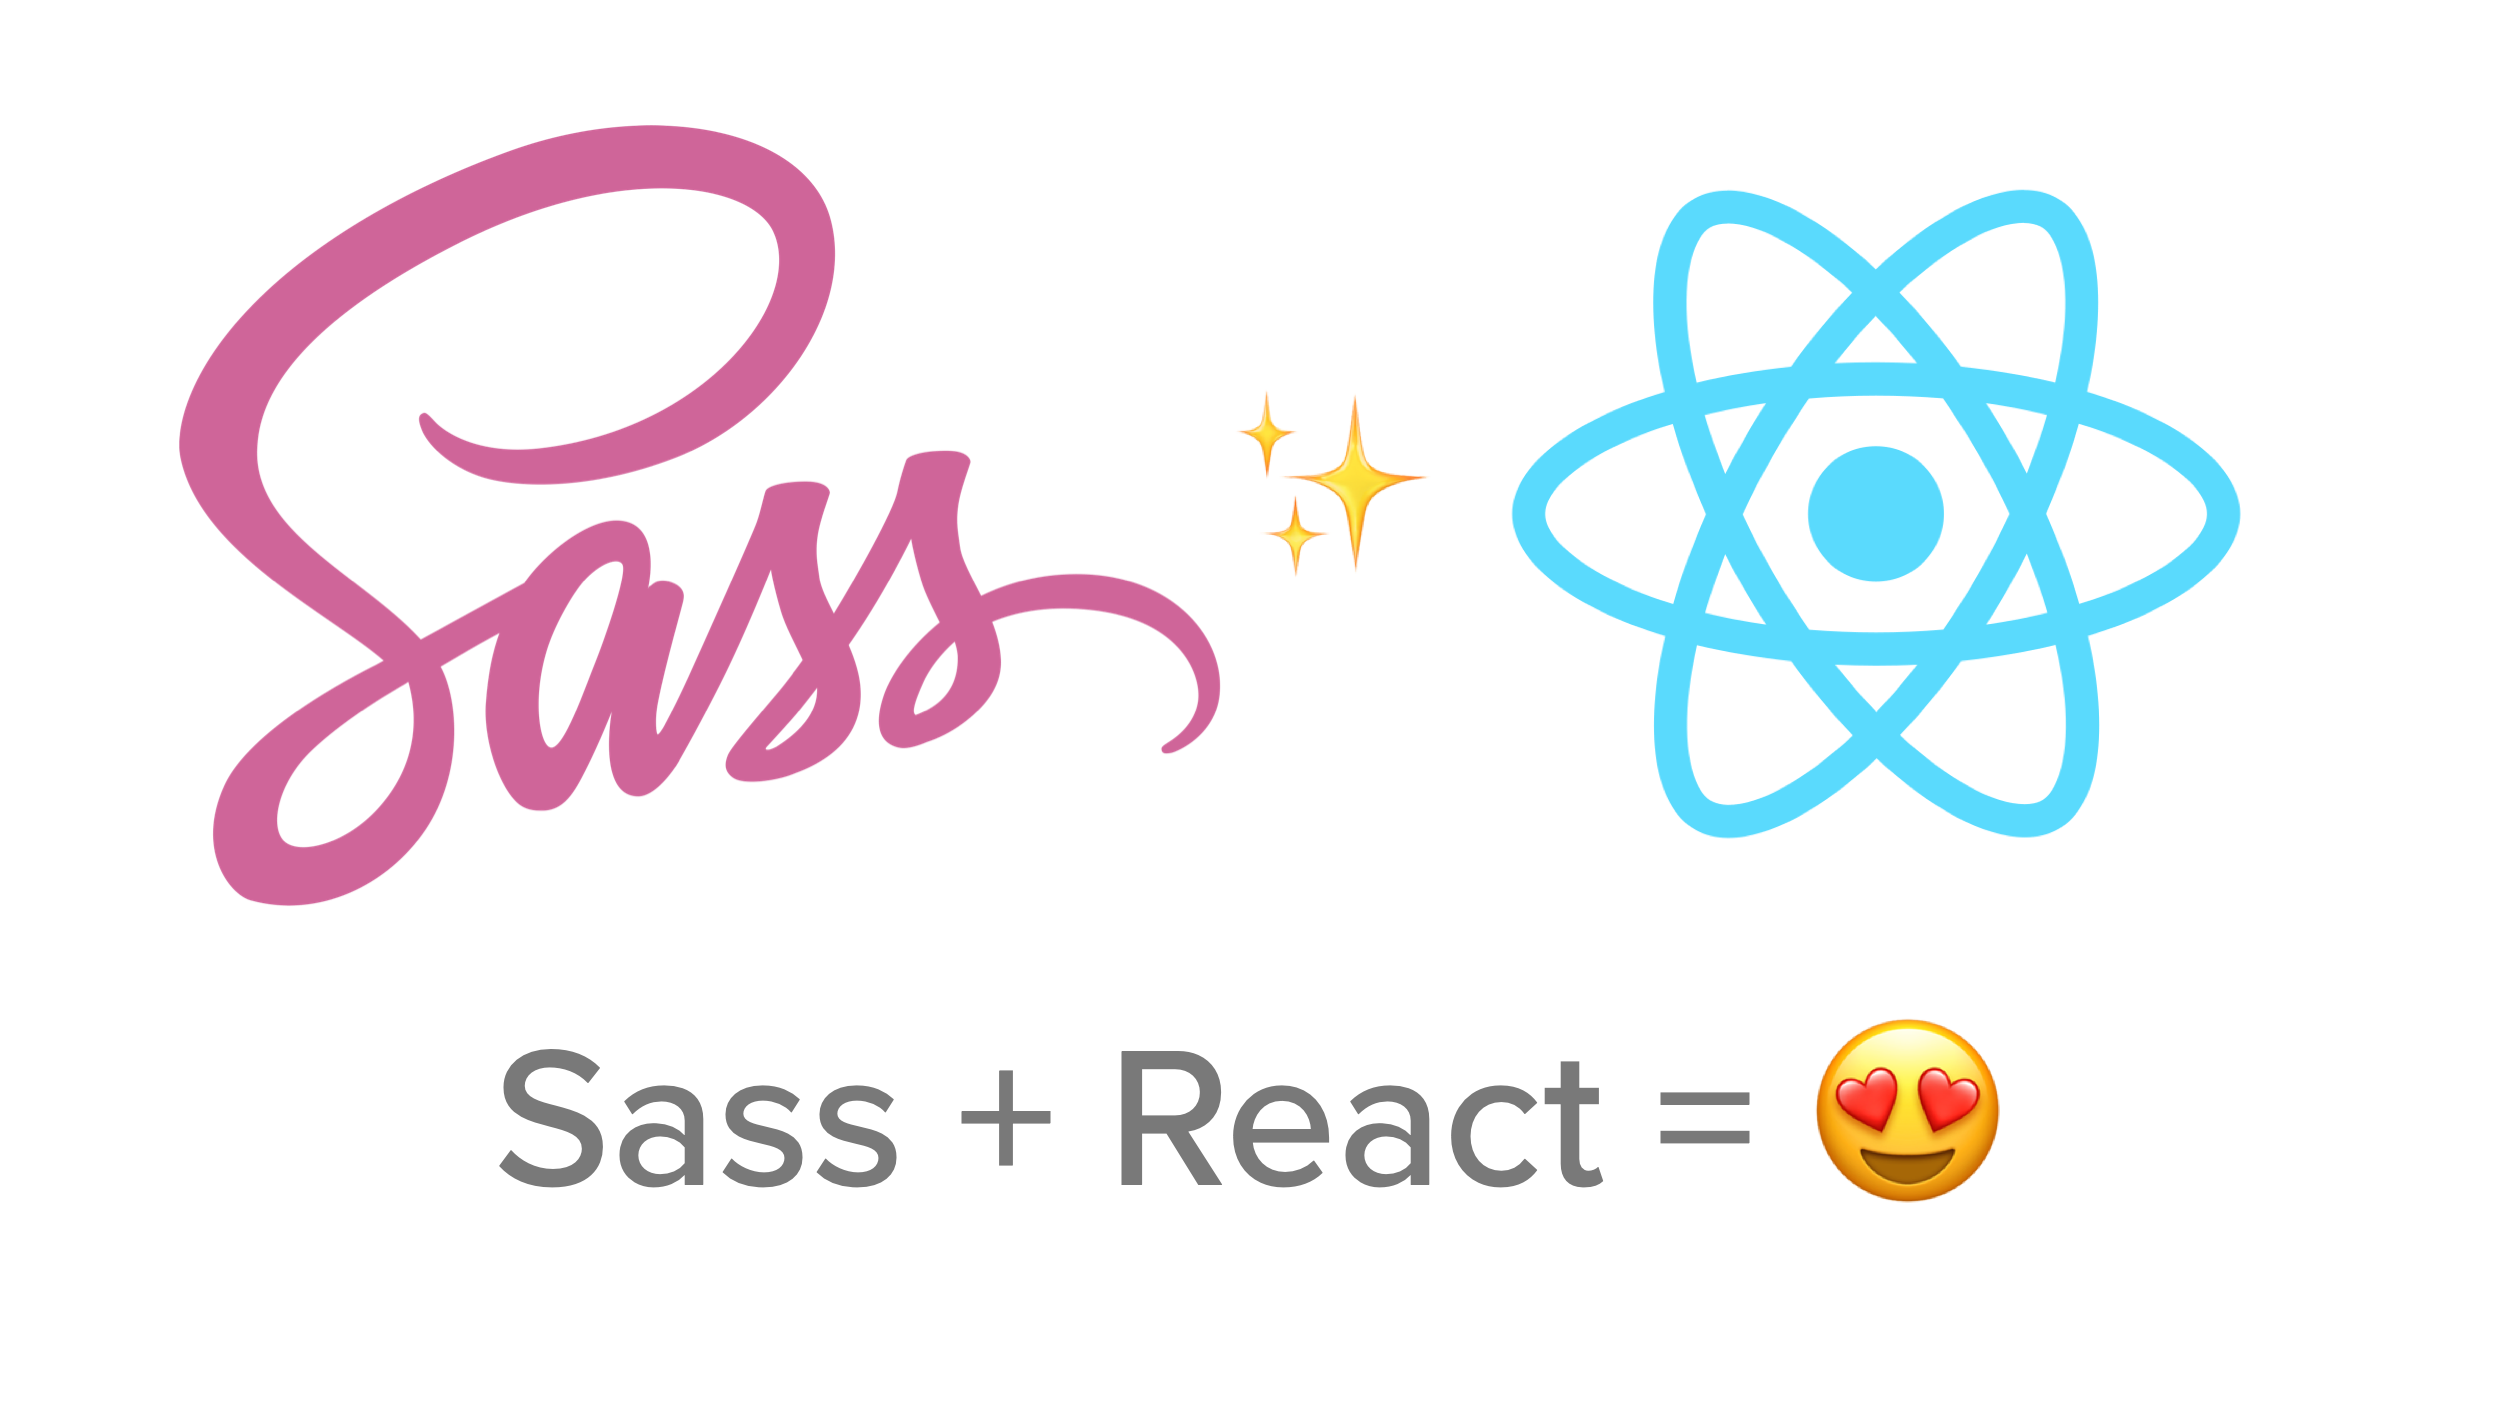 Sass
Sass + React = 😍